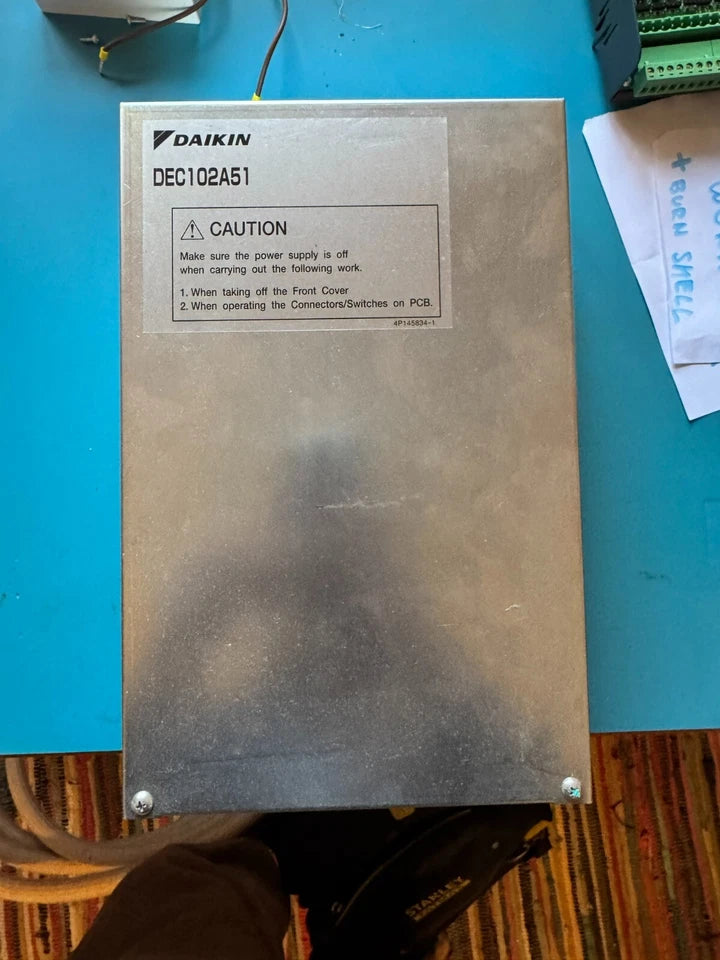 DAIKIN
DEC102A51
CAUTION
Make sure the power supply is off
when carrying out the following work.
1. When taking off the Front Cover
2. When operating the Connectors/Switches on PCB.
4P145834-1
+ BURN SHELL
STANLEY